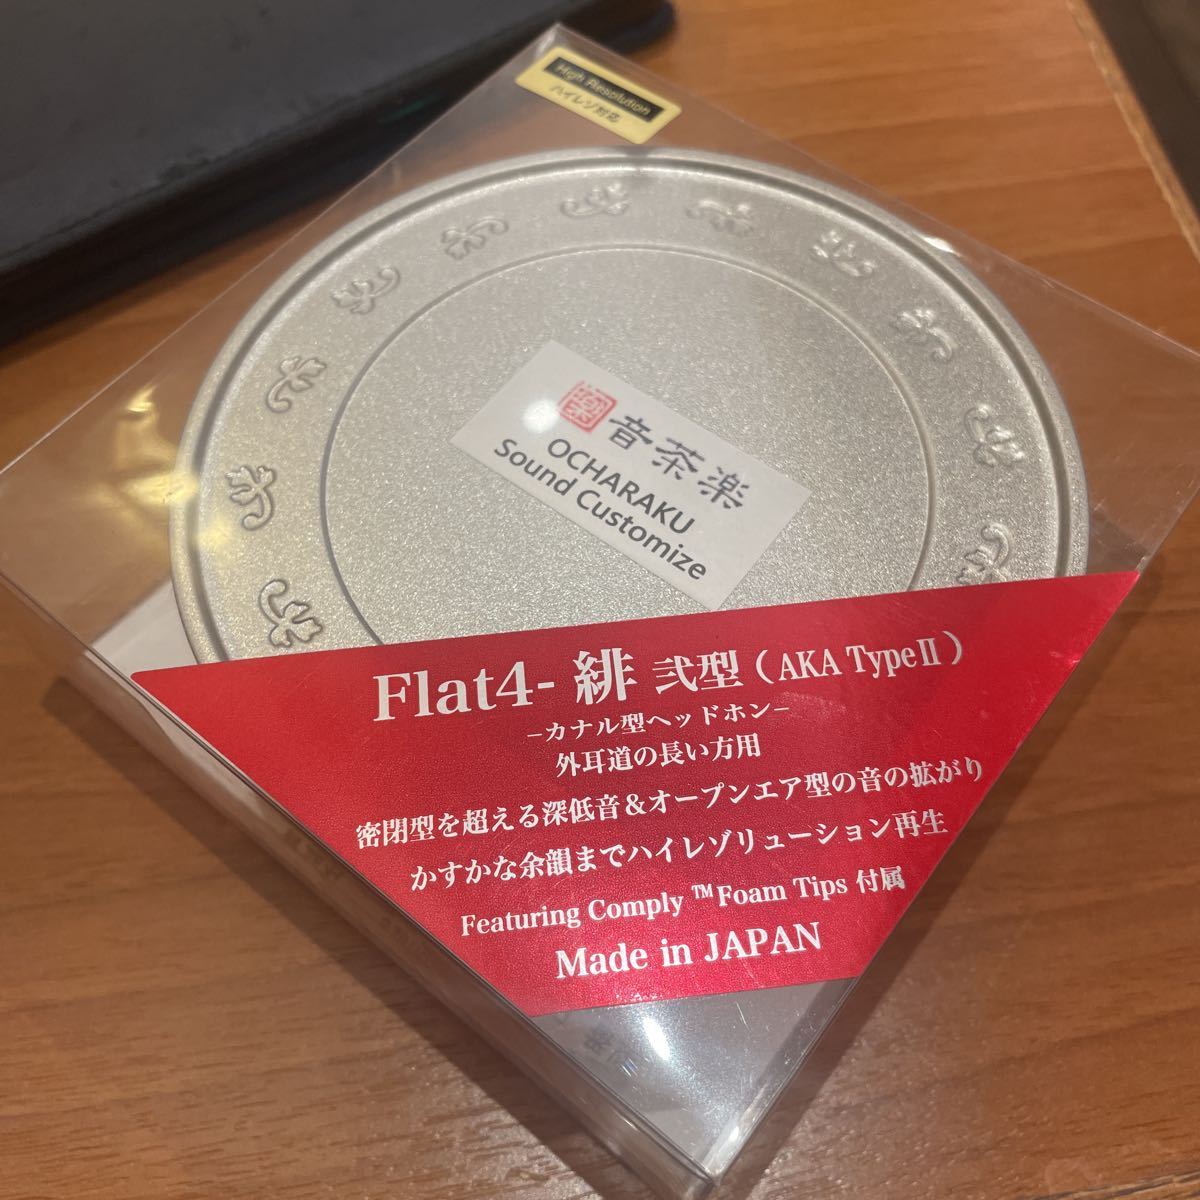 High Resolution
ハイレゾ対応
音茶楽
OCHARAKU
Sound Customize
Flat4-緋 弐型(AKA TypeⅡ)
−カナル型ヘッドホン−
外耳道の長い方用
密閉型を超える深低音&オープンエア型の音の拡がり
かすかな余韻までハイレゾリューション再生
Featuring Comply™Foam Tips 付属
Made in JAPAN